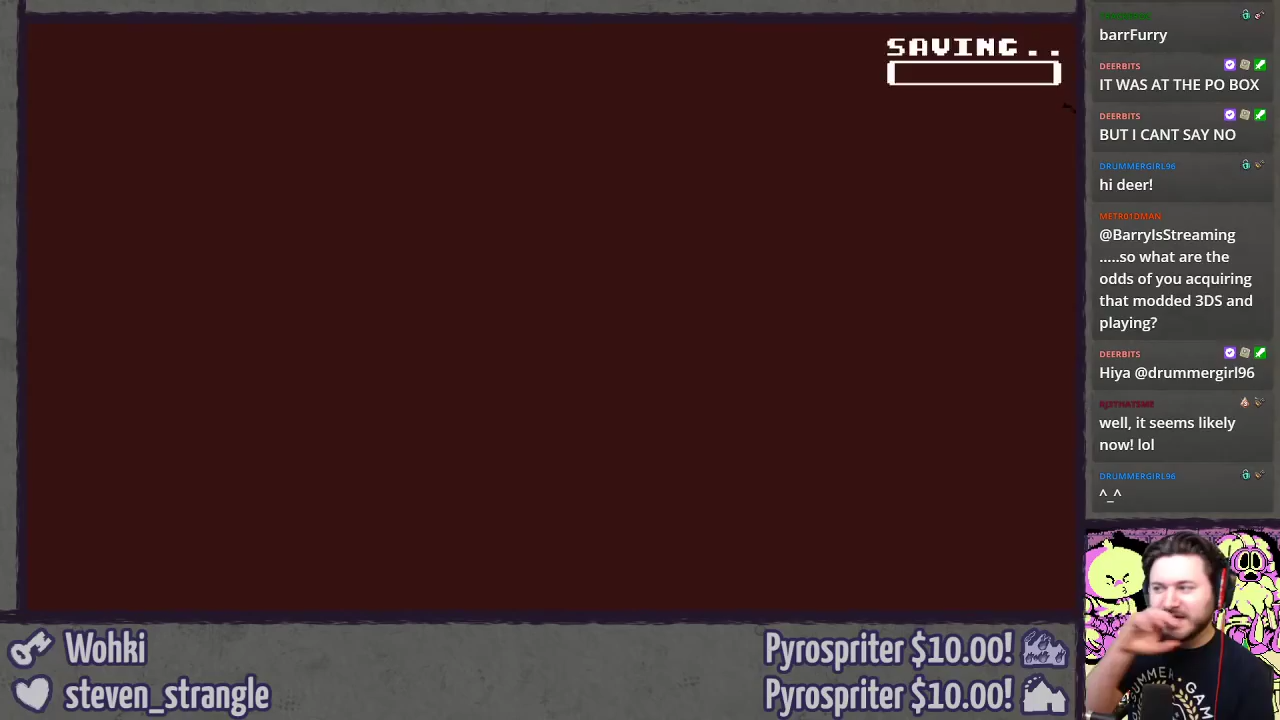 SAVING..
barrFurry
DEERBITS
IT WAS AT THE PO BOX
DEERBITS
BUT I CANT SAY NO
DRUMMERGIRL96
hi deer!
METR01DMAN
@BarryIsStreaming
.....so what are the
odds of you acquiring
that modded 3DS and
playing?
DEERBITS
Hiya @drummergirl96
RJ2THATSME
well, it seems likely
now! lol
DRUMMERGIRL96
^_^
Wohki
steven_strangle
Pyrospriter $10.00!
Pyrospriter $10.00!